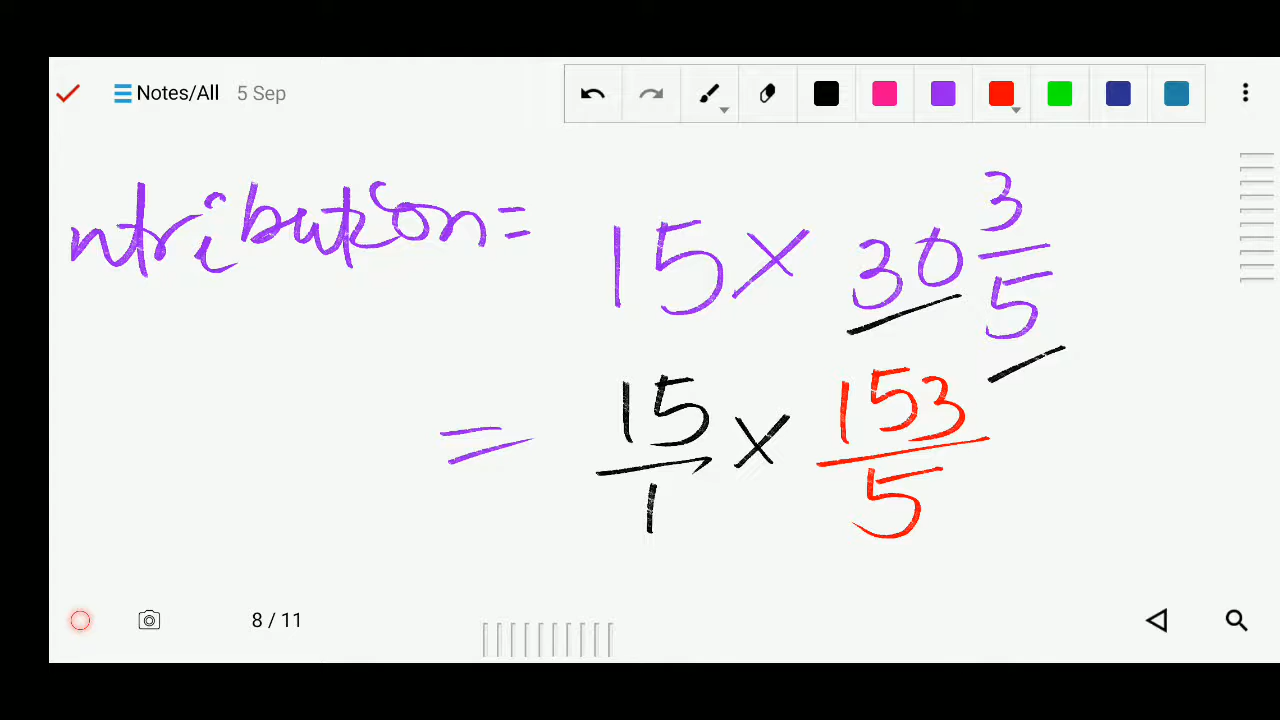 Notes/All 5 Sep
ntribution = 15 × 30 3/5
= 15/1 × 153/5
8 / 11